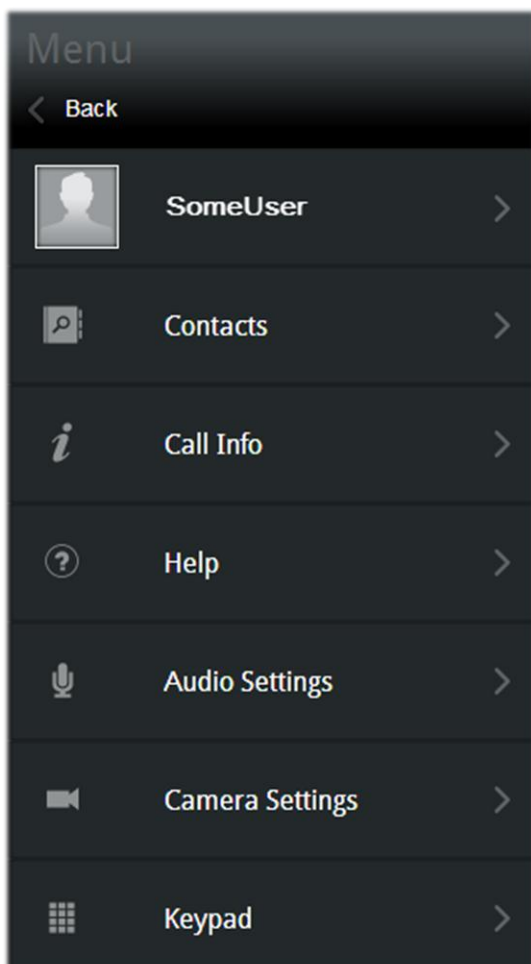 Menu
Back
SomeUser
Contacts
Call Info
Help
Audio Settings
Camera Settings
Keypad